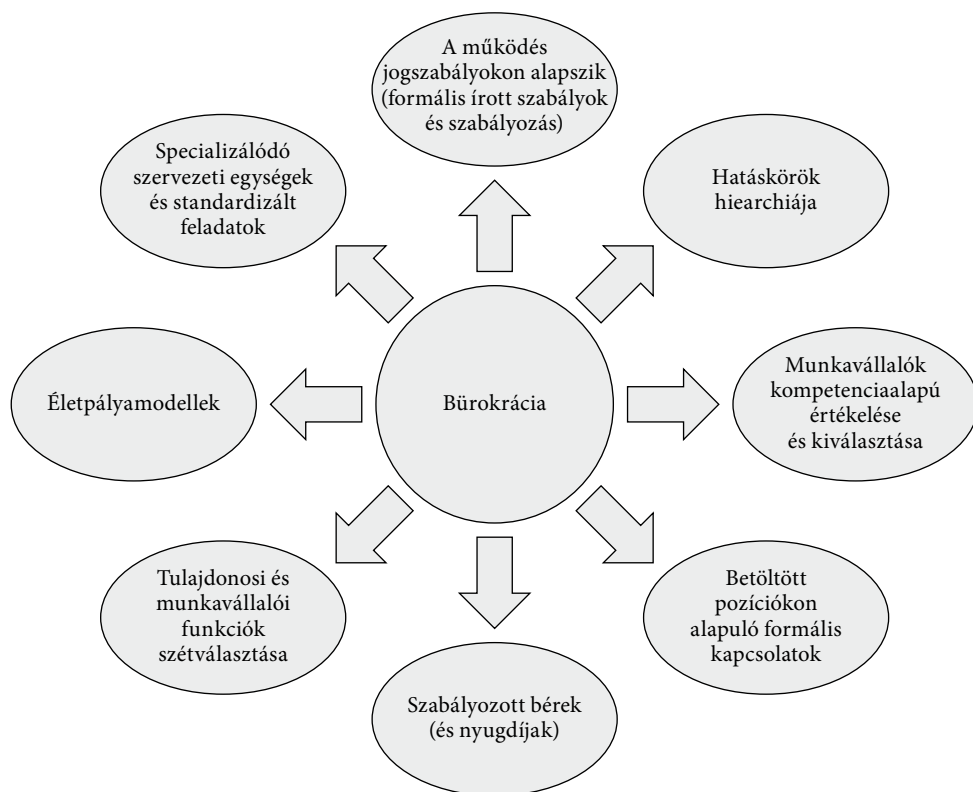 A működés
jogszabályokon alapszik
(formális írott szabályok
és szabályozás)
Hatáskörök
hiearchiája
Munkavállalók
kompetenciaalapú
értékelése
és kiválasztása
Betöltött
pozíciókon
alapuló formális
kapcsolatok
Szabályozott bérek
(és nyugdíjak)
Tulajdonosi és
munkavállalói
funkciók
szétválasztása
Életpályamodellek
Specializálódó
szervezeti egységek
és standardizált
feladatok
Bürokrácia